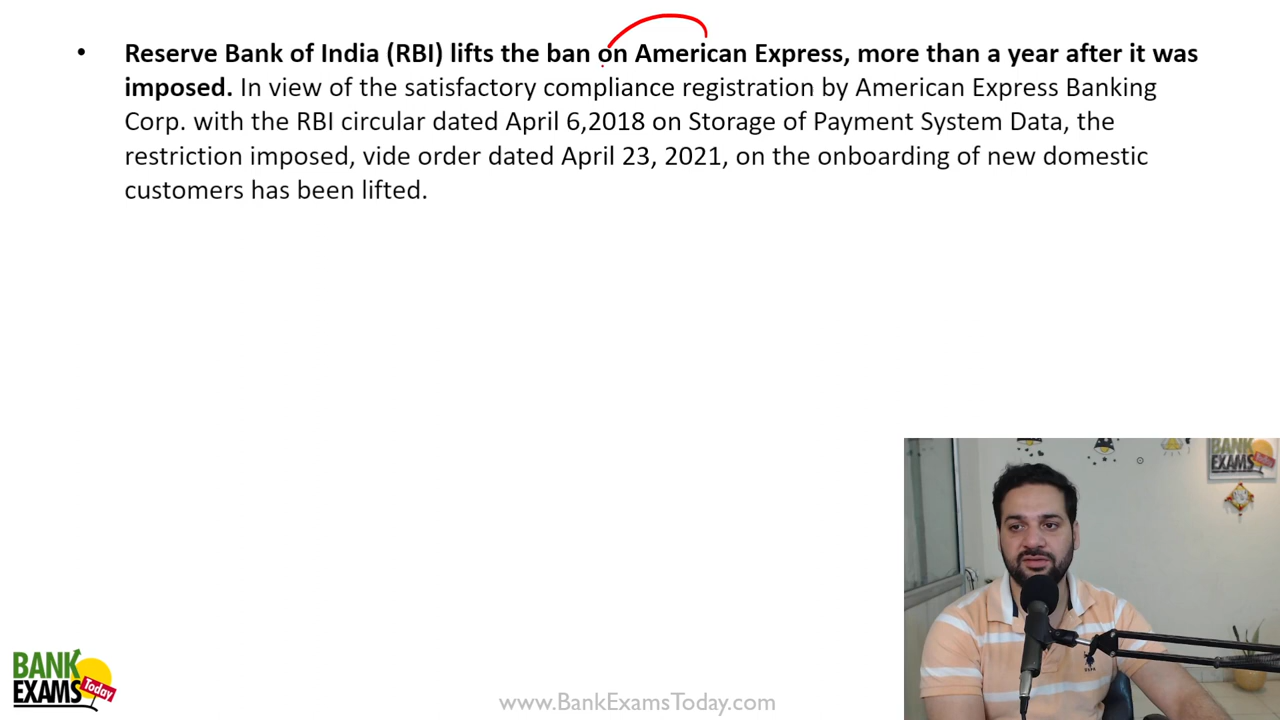 • Reserve Bank of India (RBI) lifts the ban on American Express, more than a year after it was
imposed. In view of the satisfactory compliance registration by American Express Banking
Corp. with the RBI circular dated April 6,2018 on Storage of Payment System Data, the
restriction imposed, vide order dated April 23, 2021, on the onboarding of new domestic
customers has been lifted.
BANK
EXAMS
BANK
EXAMS
Today
www.BankExamsToday.com